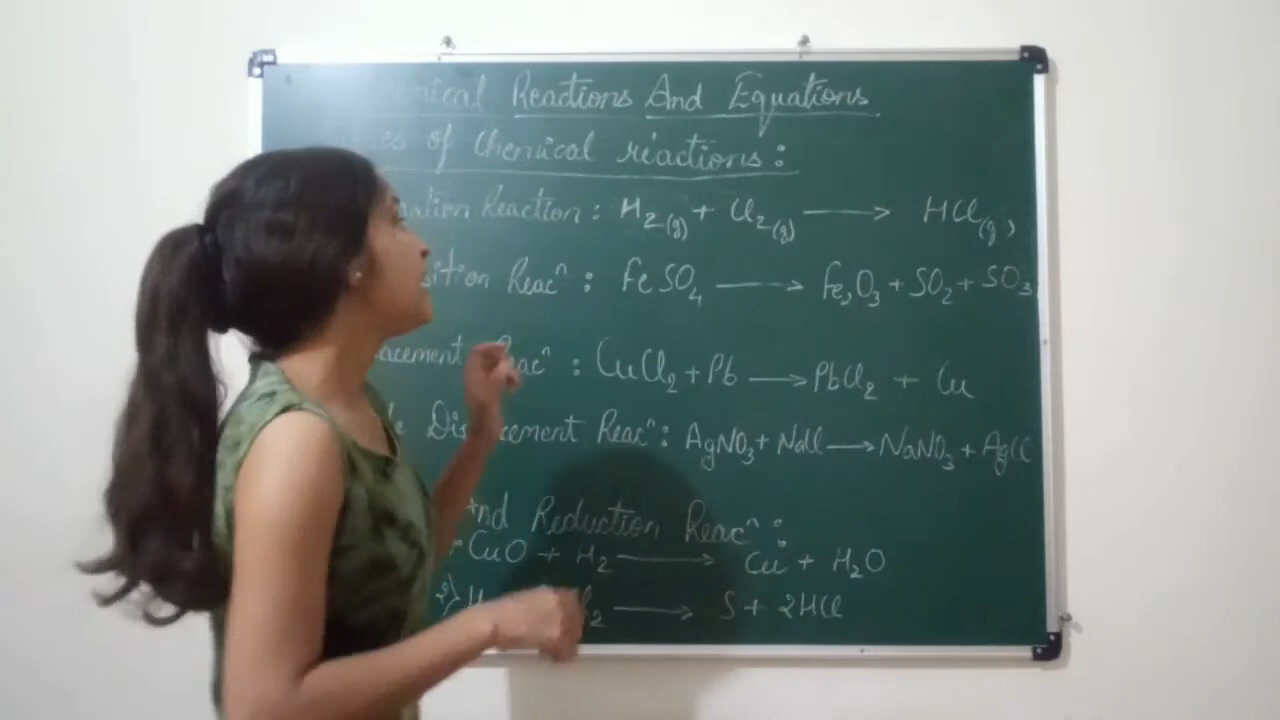 Reactions And Equations
of Chemical reactions:
Reaction: H₂(g) + Cl₂(g) ⟶ HCl(g)
Reacⁿ: FeSO₄ ⟶ Fe₂O₃ + SO₂ + SO₃
Reacⁿ: CuCl₂ + Pb ⟶ PbCl₂ + Cu
Reacⁿ: AgNO₃ + NaCl ⟶ NaNO₃ + AgCl
Reduction Reacⁿ:
CuO + H₂ ⟶ Cu + H₂O
⟶ S + 2HCl